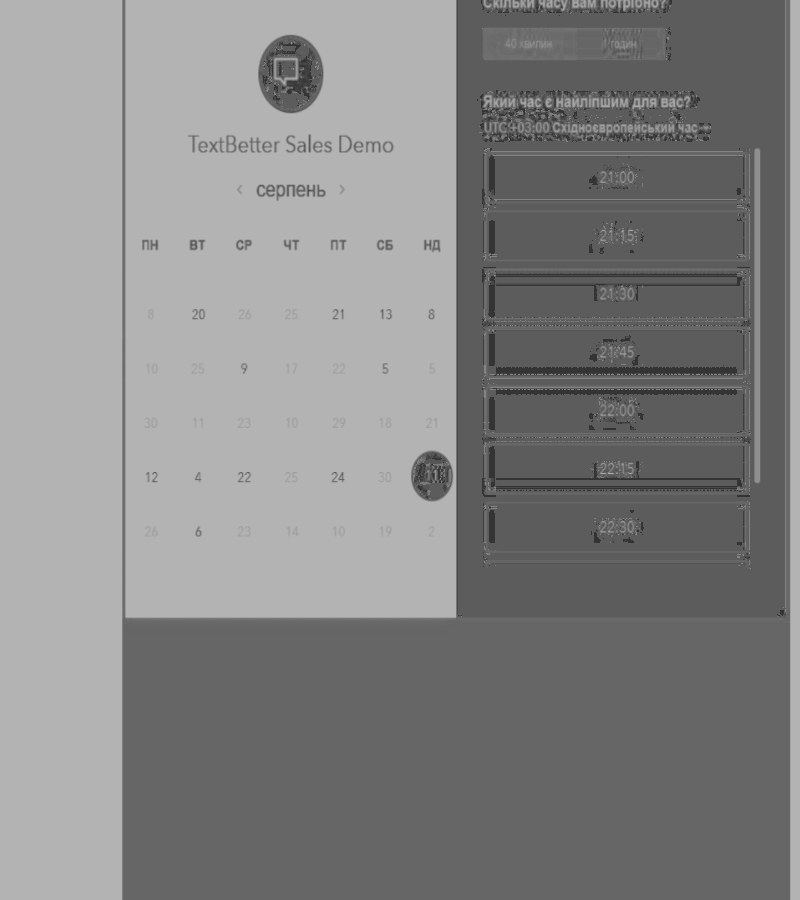 TextBetter Sales Demo
‹ серпень ›
ПН ВТ СР ЧТ ПТ СБ НД
8 20 26 25 21 13 8
10 25 9 17 22 5 5
30 11 23 10 29 18 21
12 4 22 25 24 30
26 6 23 14 10 19 2
Скільки часу вам потрібно?
40 хвилин 4 годин
Який час є найліпшим для вас?
UTC +03:00 Східноєвропейський час
21:00
21:15
21:30
21:45
22:00
22:15
22:30